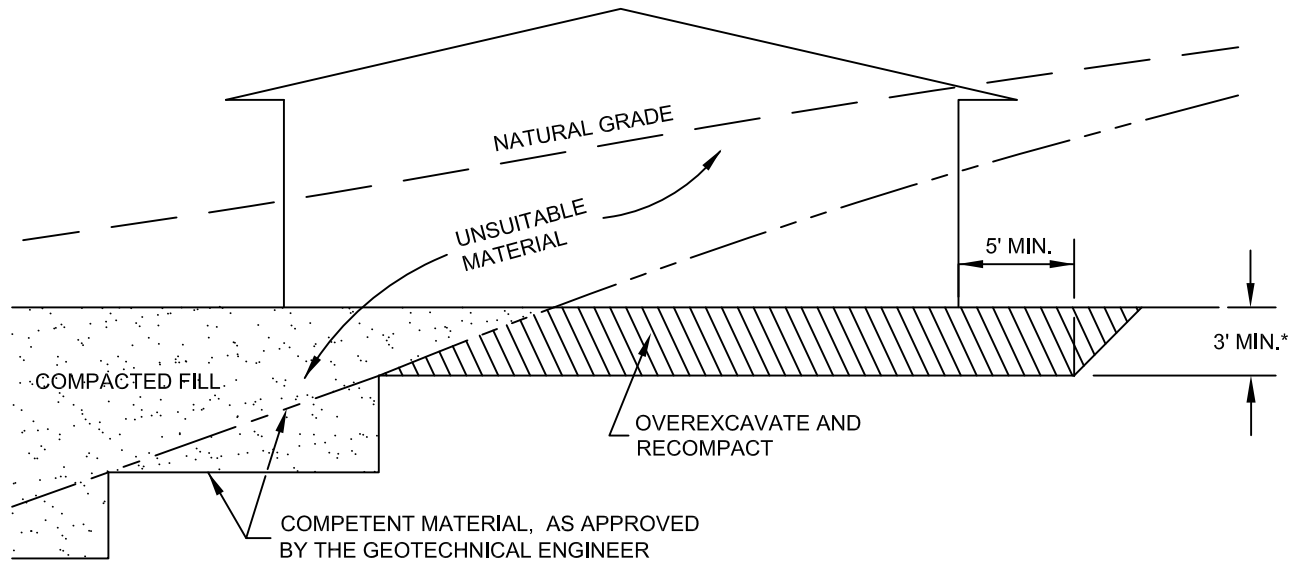 NATURAL GRADE
UNSUITABLE
MATERIAL
5' MIN.
3' MIN.*
COMPACTED FILL
OVEREXCAVATE AND
RECOMPACT
COMPETENT MATERIAL, AS APPROVED
BY THE GEOTECHNICAL ENGINEER